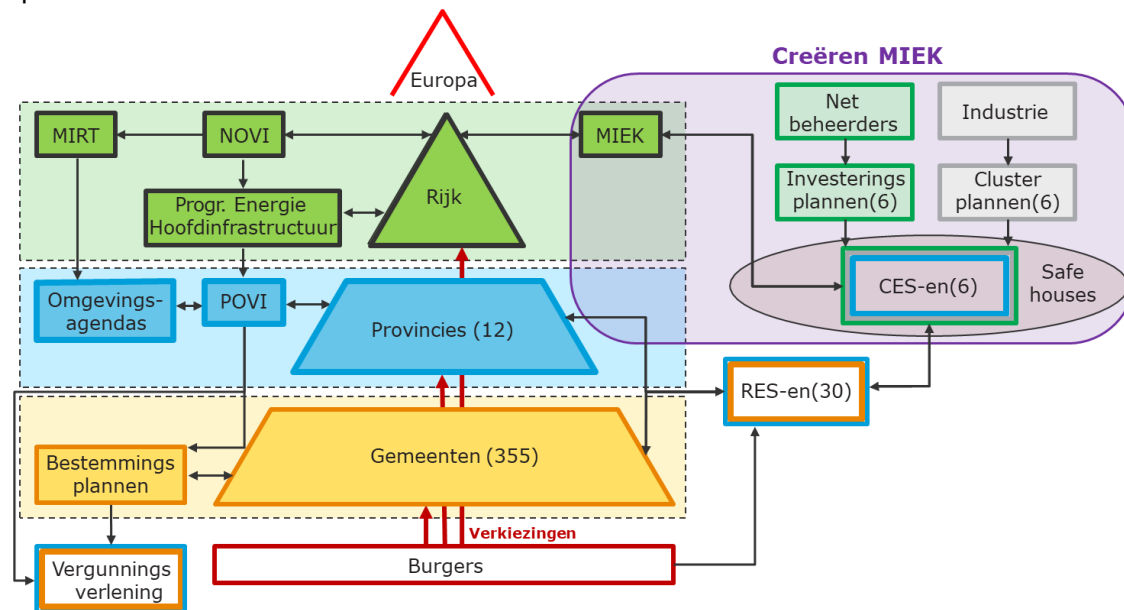 Creëren MIEK
Europa
MIRT
NOVI
MIEK
Net
beheerders
Industrie
Rijk
Progr. Energie
Hoofdinfrastructuur
Investerings
plannen(6)
Cluster
plannen(6)
Omgevings-
agendas
POVI
Provincies (12)
CES-en(6)
Safe
houses
RES-en(30)
Bestemmings
plannen
Gemeenten (355)
Verkiezingen
Burgers
Vergunnings
verlening